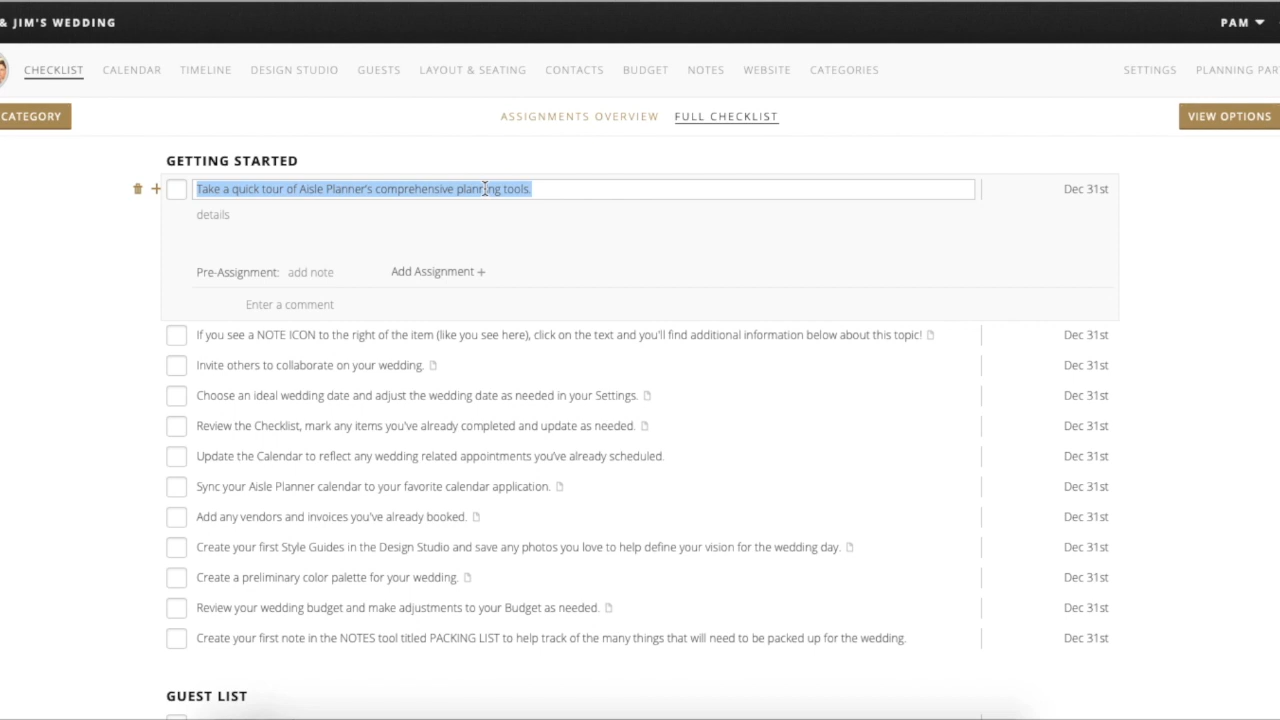 & JIM'S WEDDING
PAM
CHECKLIST CALENDAR TIMELINE DESIGN STUDIO GUESTS LAYOUT & SEATING CONTACTS BUDGET NOTES WEBSITE CATEGORIES SETTINGS PLANNING PAR
CATEGORY ASSIGNMENTS OVERVIEW FULL CHECKLIST VIEW OPTIONS
GETTING STARTED
Take a quick tour of Aisle Planner's comprehensive planning tools. Dec 31st
details
Pre-Assignment: add note Add Assignment +
Enter a comment
If you see a NOTE ICON to the right of the item (like you see here), click on the text and you'll find additional information below about this topic! Dec 31st
Invite others to collaborate on your wedding. Dec 31st
Choose an ideal wedding date and adjust the wedding date as needed in your Settings. Dec 31st
Review the Checklist, mark any items you've already completed and update as needed. Dec 31st
Update the Calendar to reflect any wedding related appointments you've already scheduled. Dec 31st
Sync your Aisle Planner calendar to your favorite calendar application. Dec 31st
Add any vendors and invoices you've already booked. Dec 31st
Create your first Style Guides in the Design Studio and save any photos you love to help define your vision for the wedding day. Dec 31st
Create a preliminary color palette for your wedding. Dec 31st
Review your wedding budget and make adjustments to your Budget as needed. Dec 31st
Create your first note in the NOTES tool titled PACKING LIST to help track of the many things that will need to be packed up for the wedding. Dec 31st
GUEST LIST